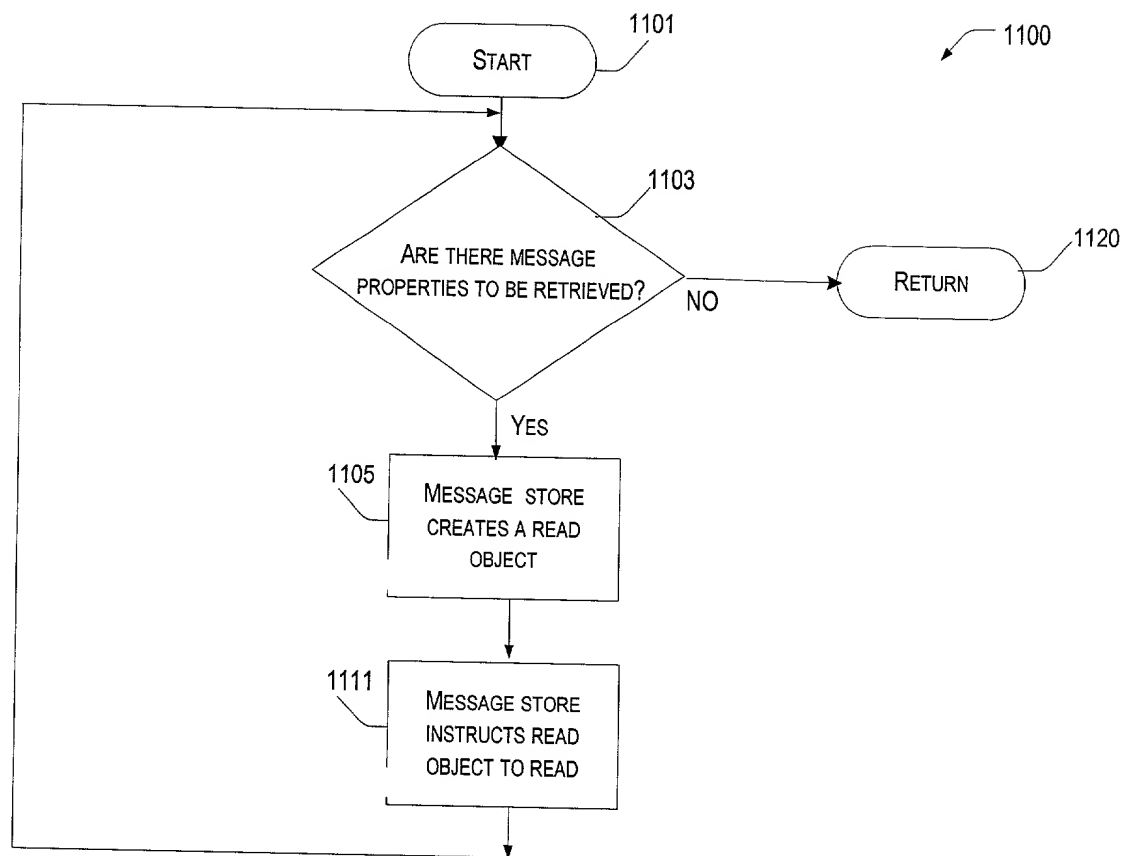 1101
START
1100
1103
ARE THERE MESSAGE
PROPERTIES TO BE RETRIEVED?
NO
1120
RETURN
YES
1105
MESSAGE STORE
CREATES A READ
OBJECT
1111
MESSAGE STORE
INSTRUCTS READ
OBJECT TO READ